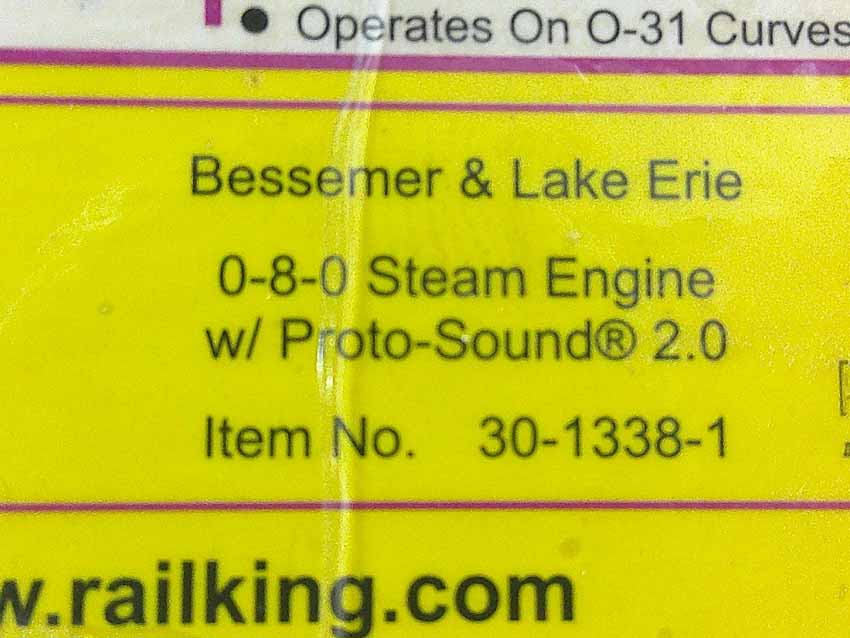 • Operates On O-31 Curves
Bessemer & Lake Erie
0-8-0 Steam Engine
w/ Proto-Sound® 2.0
Item No. 30-1338-1
w.railking.com